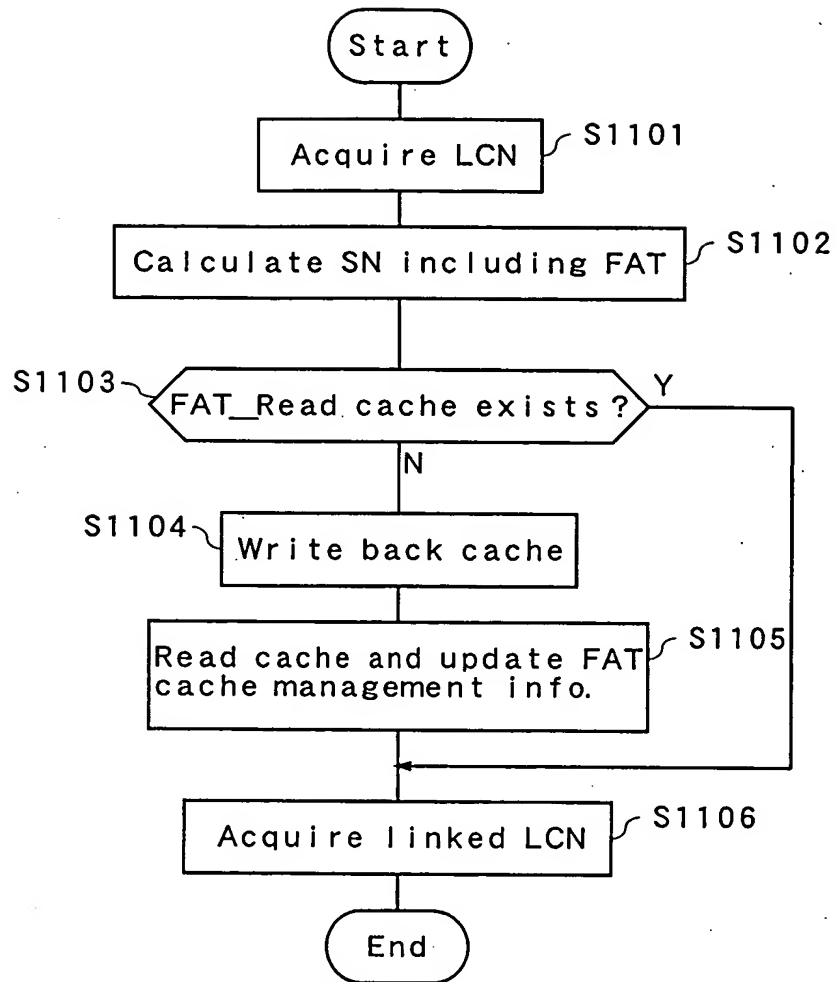 Start
Acquire LCN
S1101
Calculate SN including FAT
S1102
S1103
FAT_Read cache exists?
Y
N
S1104
Write back cache
Read cache and update FAT
cache management info.
S1105
Acquire linked LCN
S1106
End